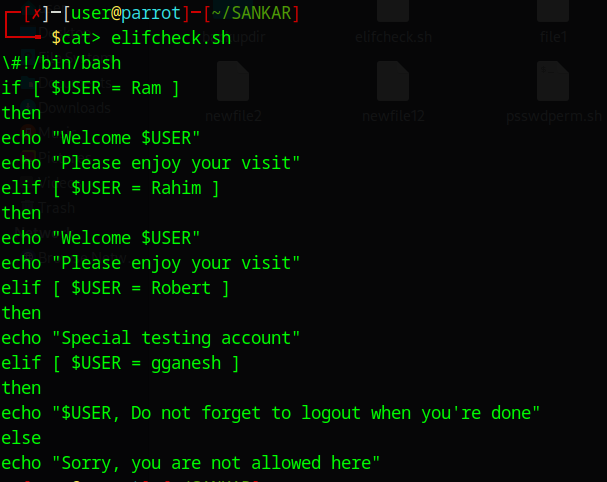 ┌─[✗]─[user@parrot]─[~/SANKAR]
└──╼ $cat> elifcheck.sh
\#!/bin/bash
if [ $USER = Ram ]
then
echo "Welcome $USER"
echo "Please enjoy your visit"
elif [ $USER = Rahim ]
then
echo "Welcome $USER"
echo "Please enjoy your visit"
elif [ $USER = Robert ]
then
echo "Special testing account"
elif [ $USER = gganesh ]
then
echo "$USER, Do not forget to logout when you're done"
else
echo "Sorry, you are not allowed here"
elifcheck.sh
file1
newfile2
newfile12
psswdperm.sh
Downloads
Trash